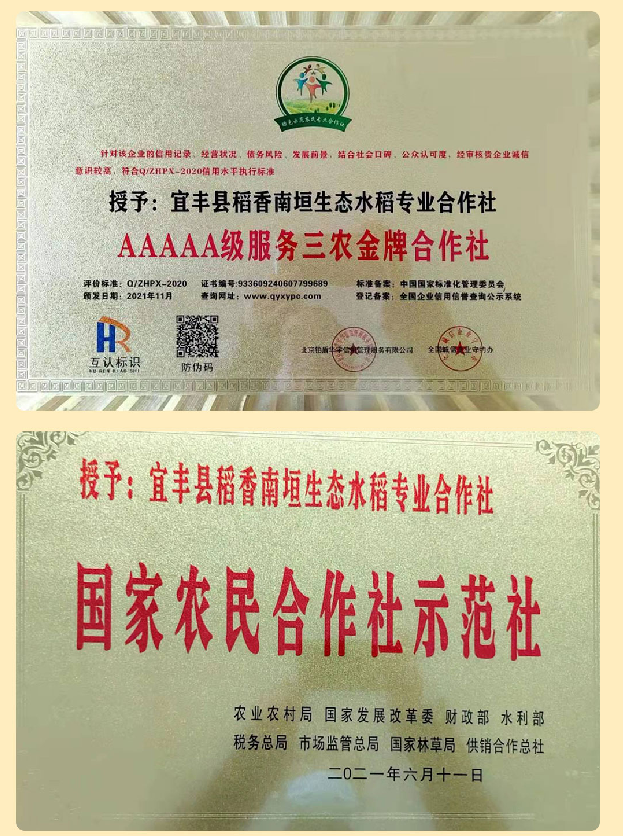 针对该企业的信用记录、经营状况、债务风险、发展前景、结合社会口碑、公众认可度、经审核贵企业诚信
意识较高，符合Q/ZHPX-2020信用水平执行标准
授予：宜丰县稻香南垣生态水稻专业合作社
AAAAA级服务三农金牌合作社
评价标准：Q/ZHPX-2020 证书编号:933609240607799689 标准备案：中国国家标准化管理委员会
颁发日期：2021年11月 查询网址：www.qyxypc.com 登记备案：全国企业信用信誉查询公示系统
HR
互认标识
防伪码
授予：宜丰县稻香南垣生态水稻专业合作社
国家农民合作社示范社
农业农村局 国家发展改革委 财政部 水利部
税务总局 市场监管总局 国家林草局 供销合作总社
二〇二一年六月十一日